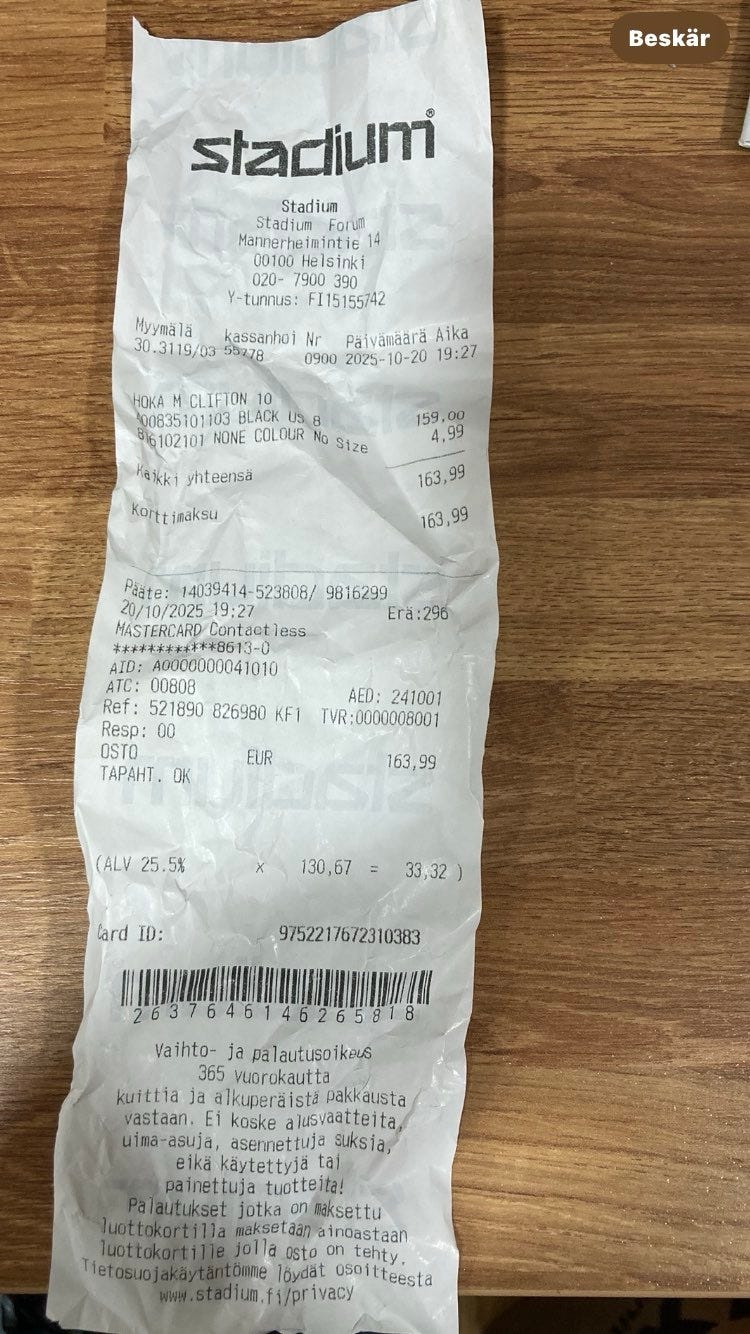 Beskär
stadium®
Stadium
Stadium Forum
Mannerheimintie 14
00100 Helsinki
020- 7900 390
Y-tunnus: FI15155742
Myymälä kassanhoi Nr Päivämäärä Aika
30.3119/03 55778 0900 2025-10-20 19:27
HOKA M CLIFTON 10
400835101103 BLACK US 8 159,00
816102101 NONE COLOUR No Size 4,99
Kaikki yhteensä 163,99
Korttimaksu 163,99
Pääte: 14039414-523808/ 9816299
20/10/2025 19:27 Erä:296
MASTERCARD Contactless
************8613-0
AID: A0000000041010
ATC: 00808 AED: 241001
Ref: 521890 826980 KF1 TVR:0000008001
Resp: 00
OSTO EUR 163,99
TAPAHT. OK
(ALV 25.5% x 130,67 = 33,32 )
Card ID: 9752217672310383
2637646146265818
Vaihto- ja palautusoikeus
365 vuorokautta
kuittia ja alkuperäistä pakkausta
vastaan. Ei koske alusvaatteita,
uima-asuja, asennettuja suksia,
eikä käytettyjä tai
painettuja tuotteita!
Palautukset jotka on maksettu
luottokortilla maksetaan ainoastaan
luottokortille jolla osto on tehty.
Tietosuojakäytäntömme löydät osoitteesta
www.stadium.fi/privacy